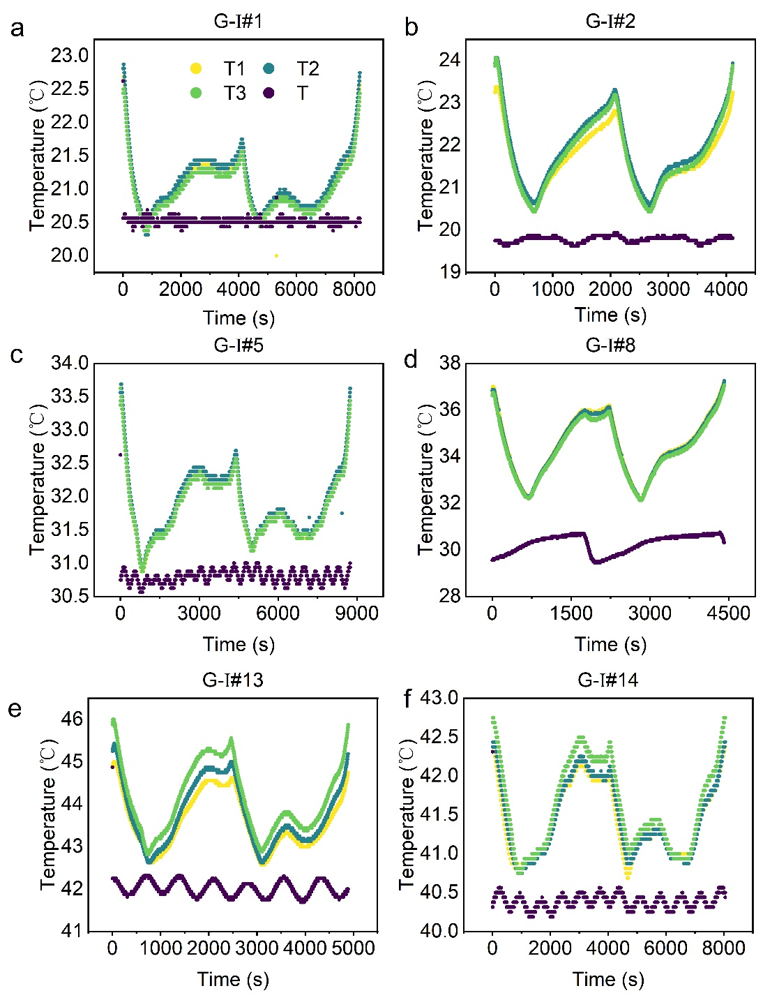 a
G-I#1
23.0
22.5
22.0
21.5
21.0
20.5
20.0
Temperature (℃)
T1
T2
T3
T
0 2000 4000 6000 8000
Time (s)
b
G-I#2
24
23
22
21
20
19
Temperature (℃)
0 1000 2000 3000 4000
Time (s)
c
G-I#5
34.0
33.5
33.0
32.5
32.0
31.5
31.0
30.5
Temperature (℃)
0 3000 6000 9000
Time (s)
d
G-I#8
38
36
34
32
30
28
Temperature (℃)
0 1500 3000 4500
Time (s)
e
G-I#13
46
45
44
43
42
41
Temperature (℃)
0 1000 2000 3000 4000 5000
Time (s)
f
G-I#14
43.0
42.5
42.0
41.5
41.0
40.5
40.0
Temperature (℃)
0 2000 4000 6000 8000
Time (s)